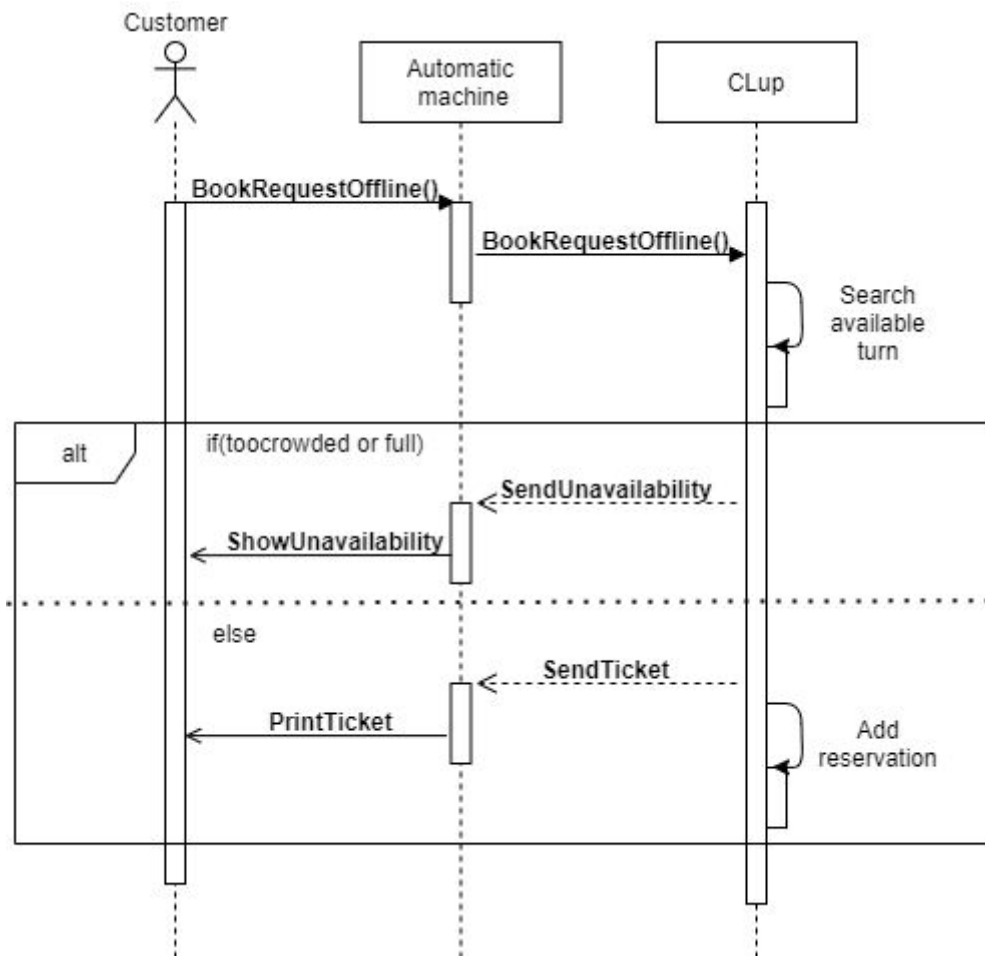 Customer
Automatic
machine
CLup
BookRequestOffline()
BookRequestOffline()
Search
available
turn
alt
if(toocrowded or full)
SendUnavailability
ShowUnavailability
else
SendTicket
PrintTicket
Add
reservation